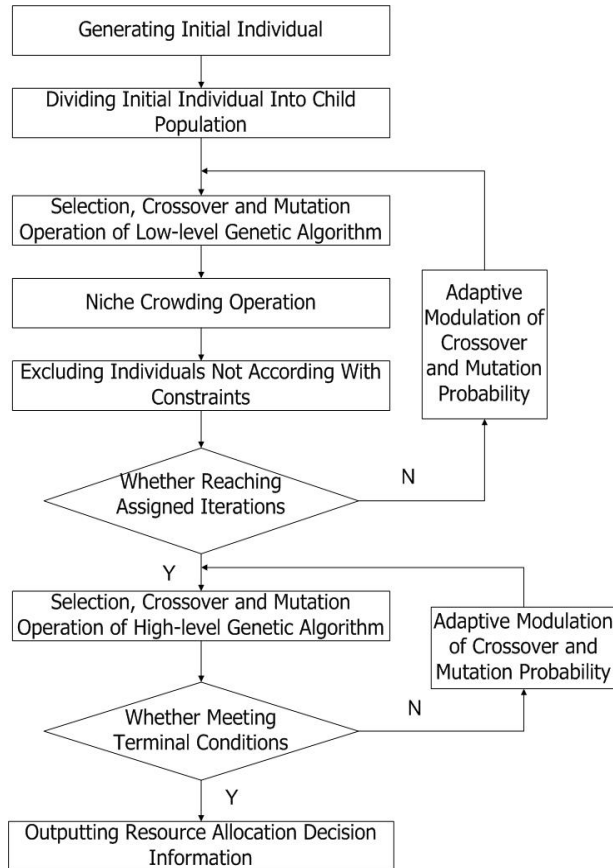 Generating Initial Individual
Dividing Initial Individual Into Child
Population
Selection, Crossover and Mutation
Operation of Low-level Genetic Algorithm
Niche Crowding Operation
Excluding Individuals Not According With
Constraints
Adaptive
Modulation of
Crossover
and Mutation
Probability
Whether Reaching
Assigned Iterations
N
Y
Selection, Crossover and Mutation
Operation of High-level Genetic Algorithm
Adaptive Modulation
of Crossover and
Mutation Probability
Whether Meeting
Terminal Conditions
N
Y
Outputting Resource Allocation Decision
Information